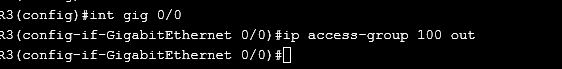 R3(config)#int gig 0/0
R3(config-if-GigabitEthernet 0/0)#ip access-group 100 out
R3(config-if-GigabitEthernet 0/0)#